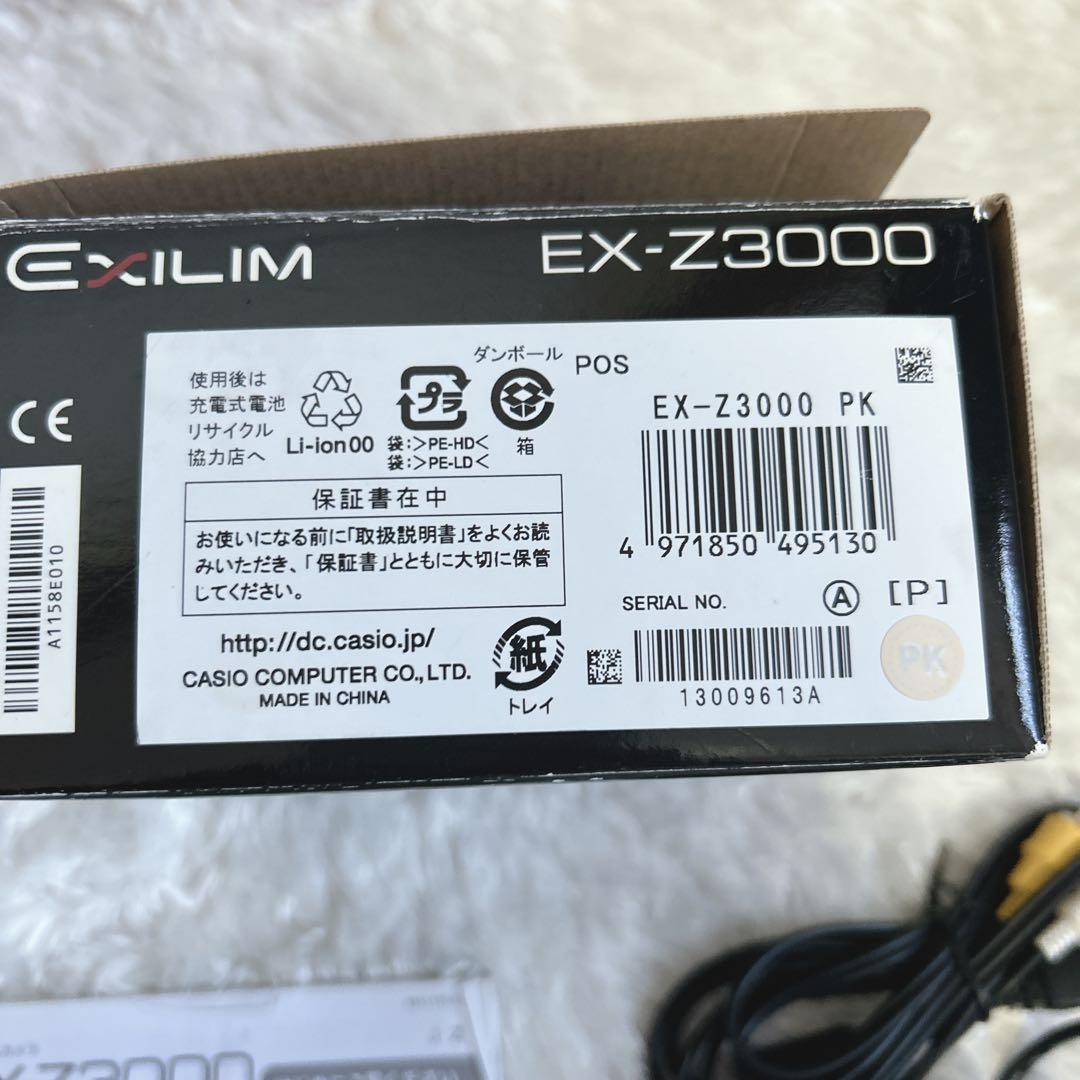 EXILIM
EX-Z3000
CE
A1158E010
使用後は
充電式電池
リサイクル
協力店へ
Li-ion 00
プラ
袋:>PE-HD<
袋:>PE-LD<
ダンボール
箱
POS
EX-Z3000 PK
4 971850 495130
保証書在中
お使いになる前に「取扱説明書」をよくお読
みいただき、「保証書」とともに大切に保管
してください。
http://dc.casio.jp/
CASIO COMPUTER CO., LTD.
MADE IN CHINA
紙
トレイ
SERIAL NO.
A [P]
13009613A
PK
Z3000